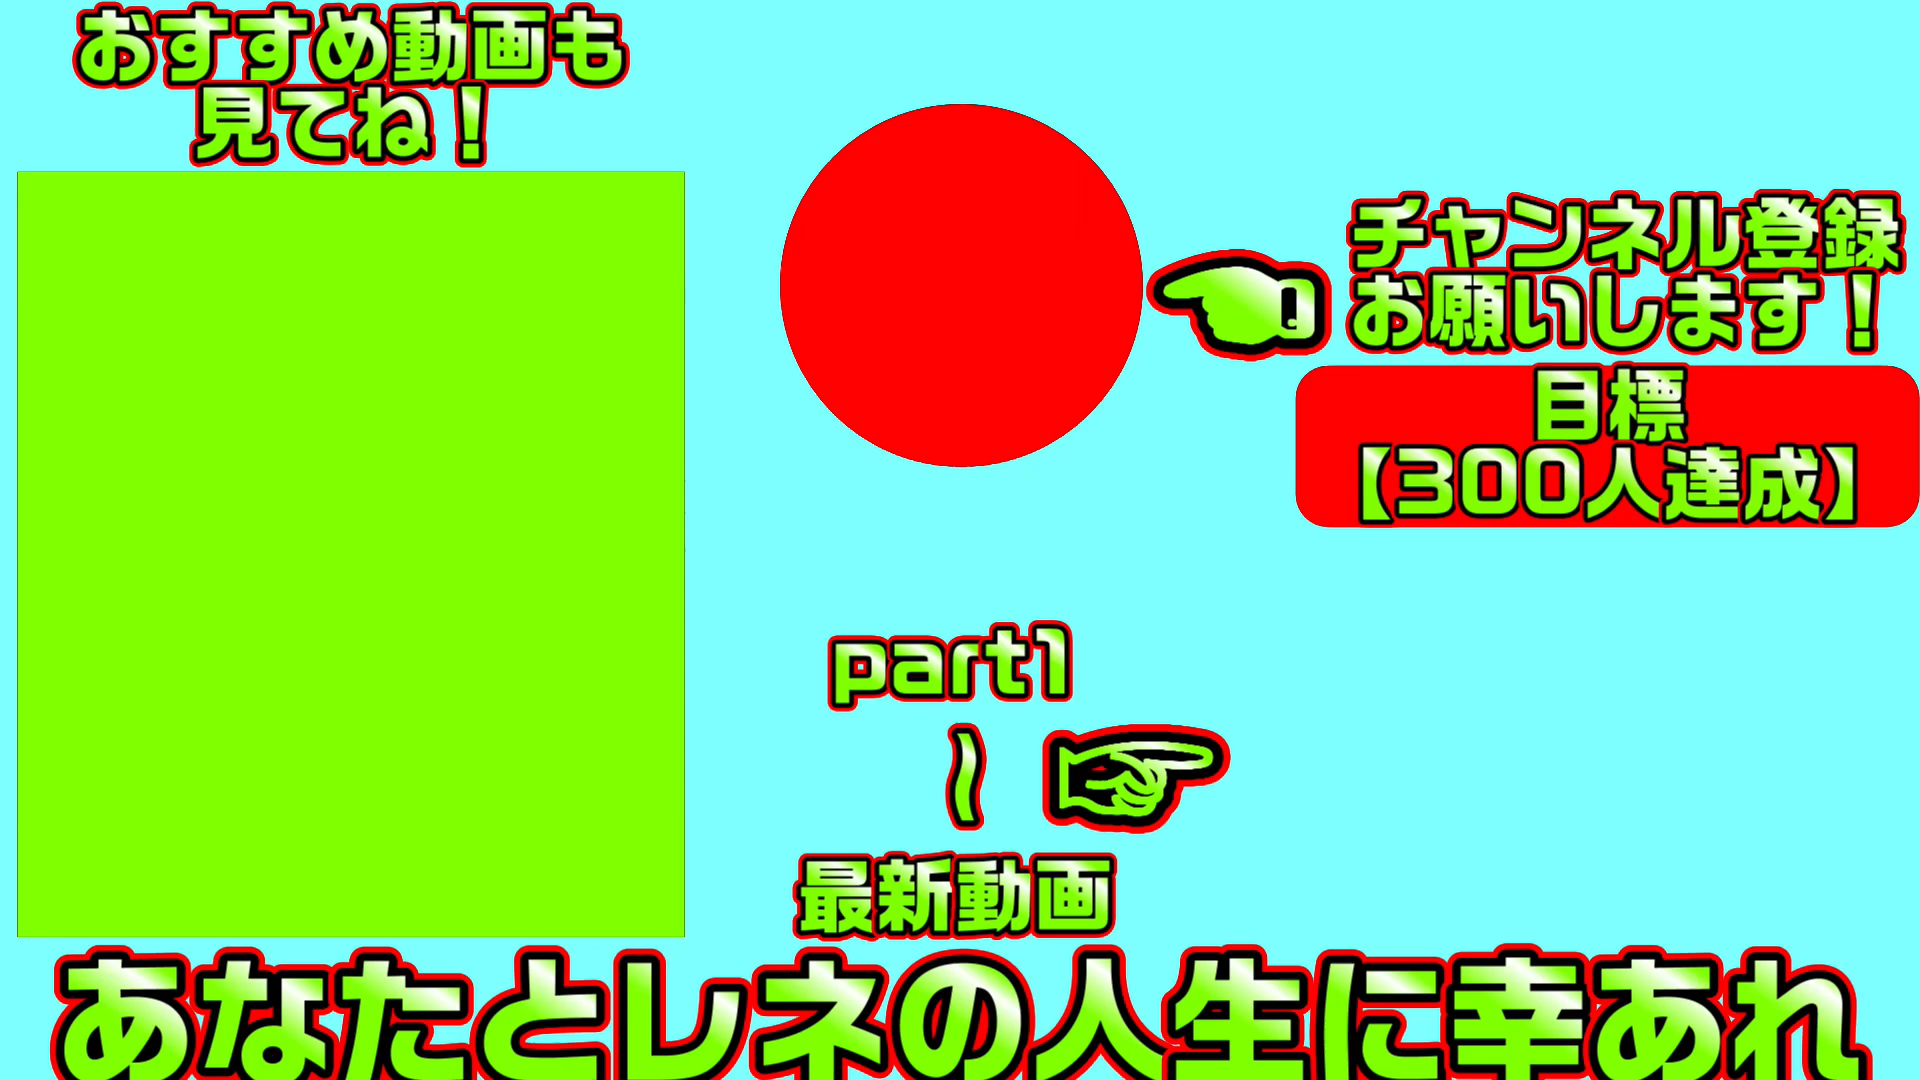 おすすめ動画も
見てね！
チャンネル登録
お願いします！
目標
【300人達成】
part1
～
最新動画
あなたとレネの人生に幸あれ